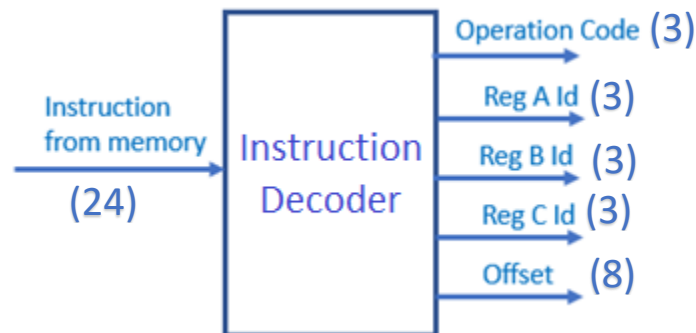 Instruction
from memory
(24)
Instruction
Decoder
Operation Code (3)
Reg A Id (3)
Reg B Id (3)
Reg C Id (3)
Offset (8)